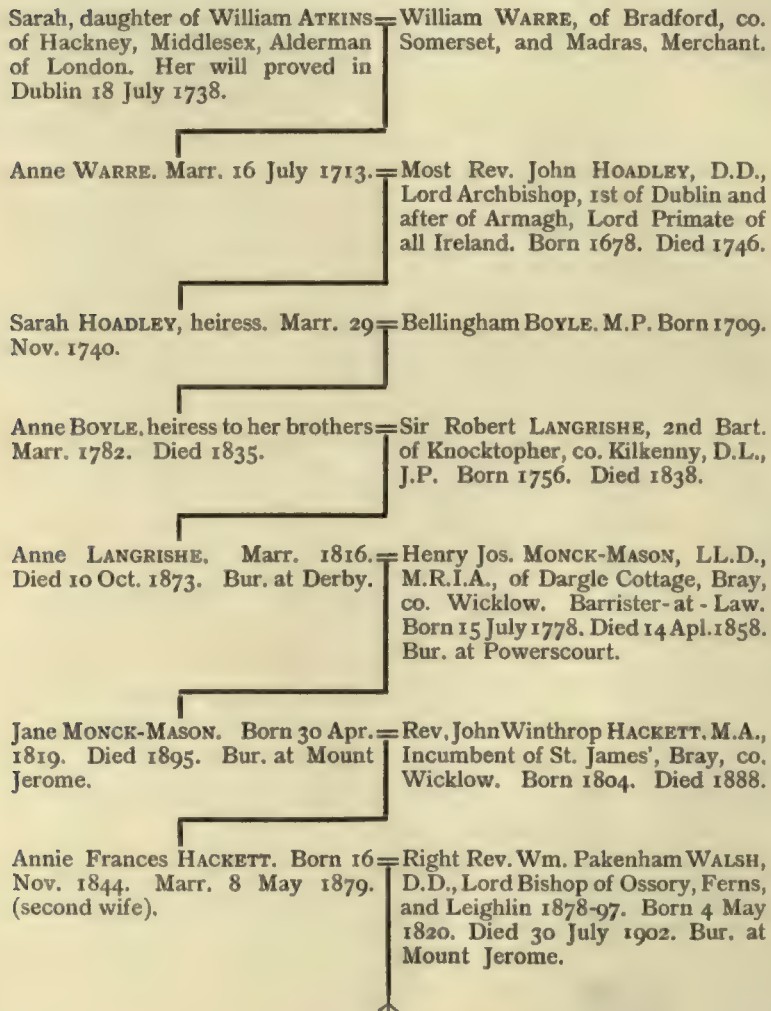 Sarah, daughter of William ATKINS
of Hackney, Middlesex, Alderman
of London. Her will proved in
Dublin 18 July 1738.
=
William WARRE, of Bradford, co.
Somerset, and Madras. Merchant.
Anne WARRE. Marr. 16 July 1713.
=
Most Rev. John HOADLEY, D.D.,
Lord Archbishop, 1st of Dublin and
after of Armagh, Lord Primate of
all Ireland. Born 1678. Died 1746.
Sarah HOADLEY, heiress. Marr. 29
Nov. 1740.
=
Bellingham BOYLE. M.P. Born 1709.
Anne BOYLE, heiress to her brothers
Marr. 1782. Died 1835.
=
Sir Robert LANGRISHE, 2nd Bart.
of Knocktopher, co. Kilkenny, D.L.,
J.P. Born 1756. Died 1838.
Anne LANGRISHE. Marr. 1816.
Died 10 Oct. 1873. Bur. at Derby.
=
Henry Jos. MONCK-MASON, LL.D.,
M.R.I.A., of Dargle Cottage, Bray,
co. Wicklow. Barrister-at-Law.
Born 15 July 1778. Died 14 Apl. 1858.
Bur. at Powerscourt.
Jane MONCK-MASON. Born 30 Apr.
1819. Died 1895. Bur. at Mount
Jerome.
=
Rev. John Winthrop HACKETT. M.A.,
Incumbent of St. James', Bray, co.
Wicklow. Born 1804. Died 1888.
Annie Frances HACKETT. Born 16
Nov. 1844. Marr. 8 May 1879.
(second wife).
=
Right Rev. Wm. Pakenham WALSH,
D.D., Lord Bishop of Ossory, Ferns,
and Leighlin 1878-97. Born 4 May
1820. Died 30 July 1902. Bur. at
Mount Jerome.